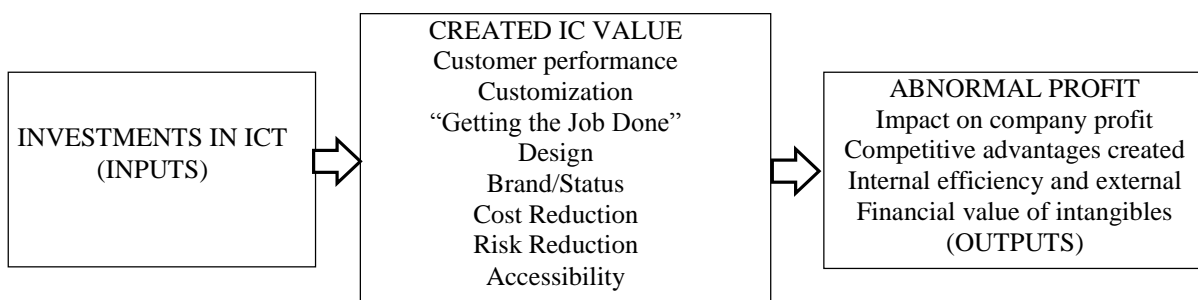 INVESTMENTS IN ICT
(INPUTS)
CREATED IC VALUE
Customer performance
Customization
“Getting the Job Done”
Design
Brand/Status
Cost Reduction
Risk Reduction
Accessibility
ABNORMAL PROFIT
Impact on company profit
Competitive advantages created
Internal efficiency and external
Financial value of intangibles
(OUTPUTS)